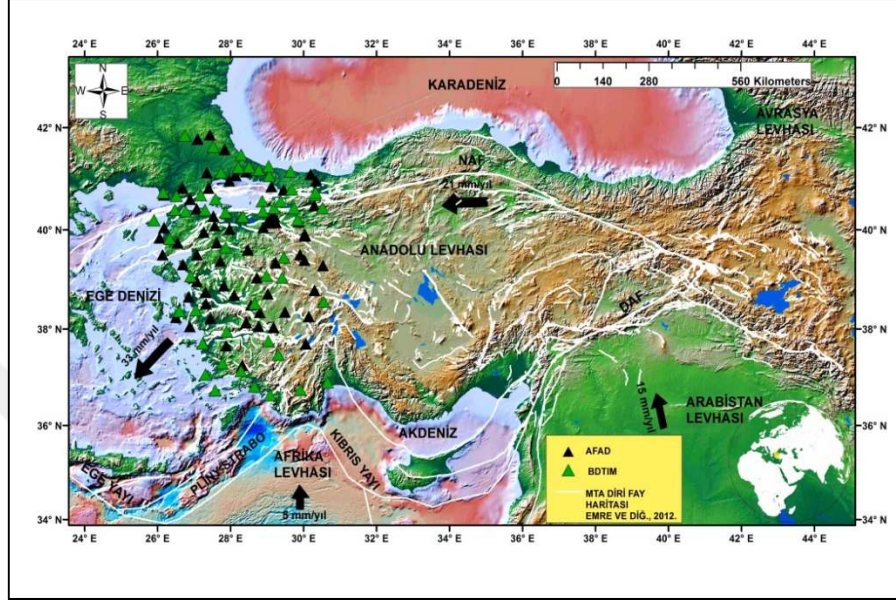 24° E 26° E 28° E 30° E 32° E 34° E 36° E 38° E 40° E 42° E 44° E
N
W E
S
0 140 280 560 Kilometers
KARADENİZ
AVRASYA
LEVHASI
42° N 42° N
NAF
21 mm/yıl
40° N 40° N
ANADOLU LEVHASI
EGE DENİZİ
DAF
38° N 38° N
33 mm/yıl
15 mm/yıl
ARABİSTAN
LEVHASI
36° N 36° N
AKDENİZ
KIBRIS YAYI
PLINY-STRABO
AFRIKA
LEVHASI
EGE YAYI
5 mm/yıl
34° N 34° N
AFAD
BDTIM
MTA DİRİ FAY
HARİTASI
EMRE VE DİĞ., 2012.
24° E 26° E 28° E 30° E 32° E 34° E 36° E 38° E 40° E 42° E 44° E